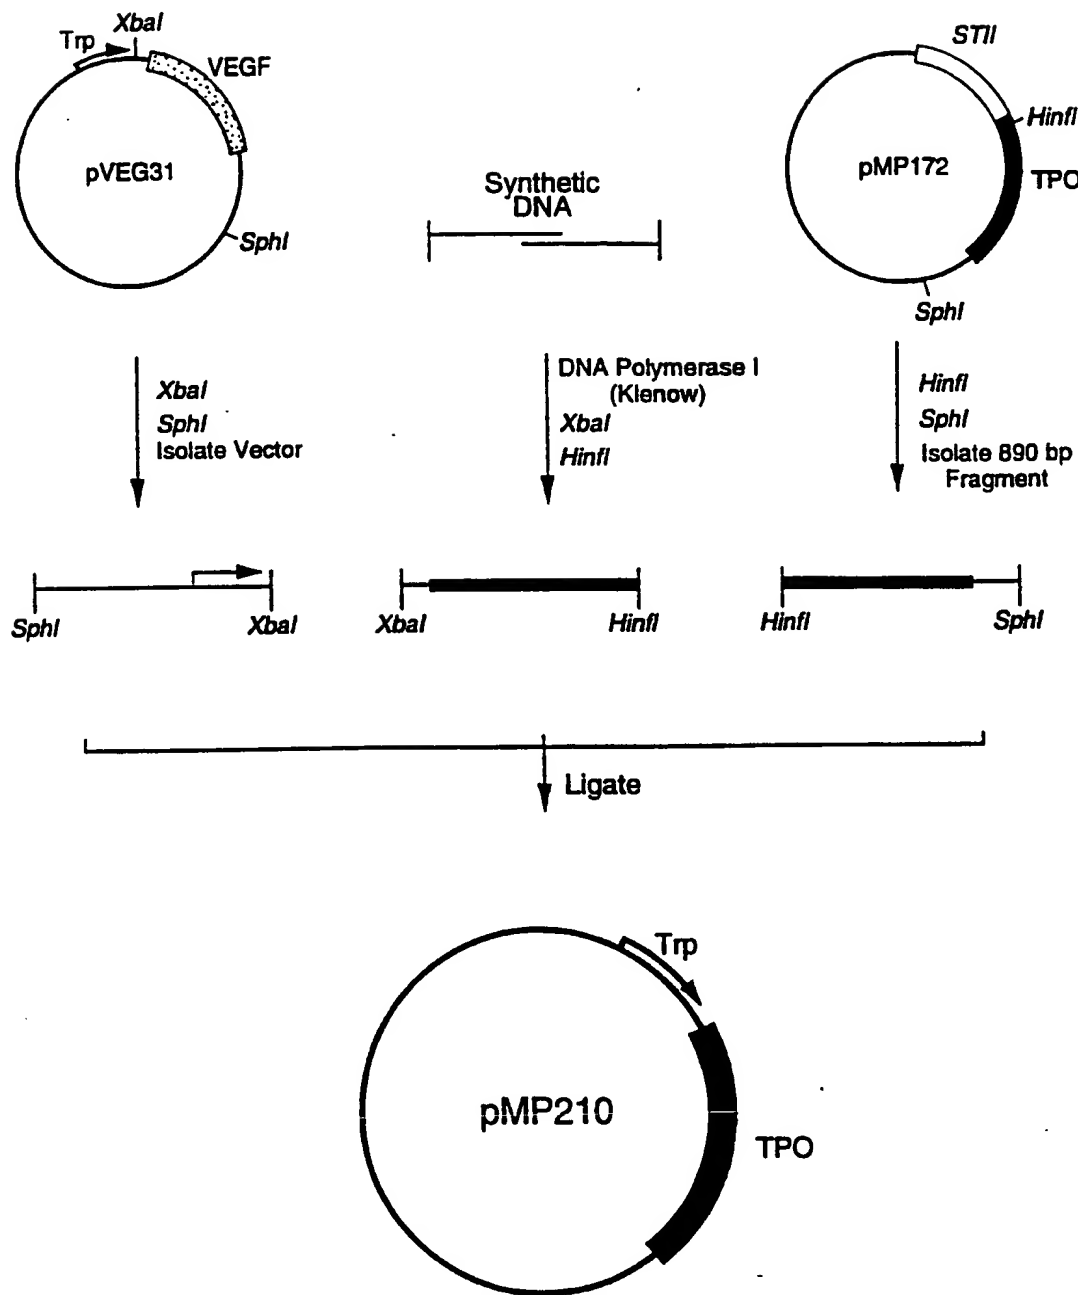 XbaI
Trp
VEGF
pVEG31
SphI
Synthetic
DNA
STII
HinfI
pMP172
TPO
SphI
XbaI
SphI
Isolate Vector
DNA Polymerase I
(Klenow)
XbaI
HinfI
HinfI
SphI
Isolate 890 bp
Fragment
SphI
XbaI
XbaI
HinfI
HinfI
SphI
Ligate
Trp
pMP210
TPO